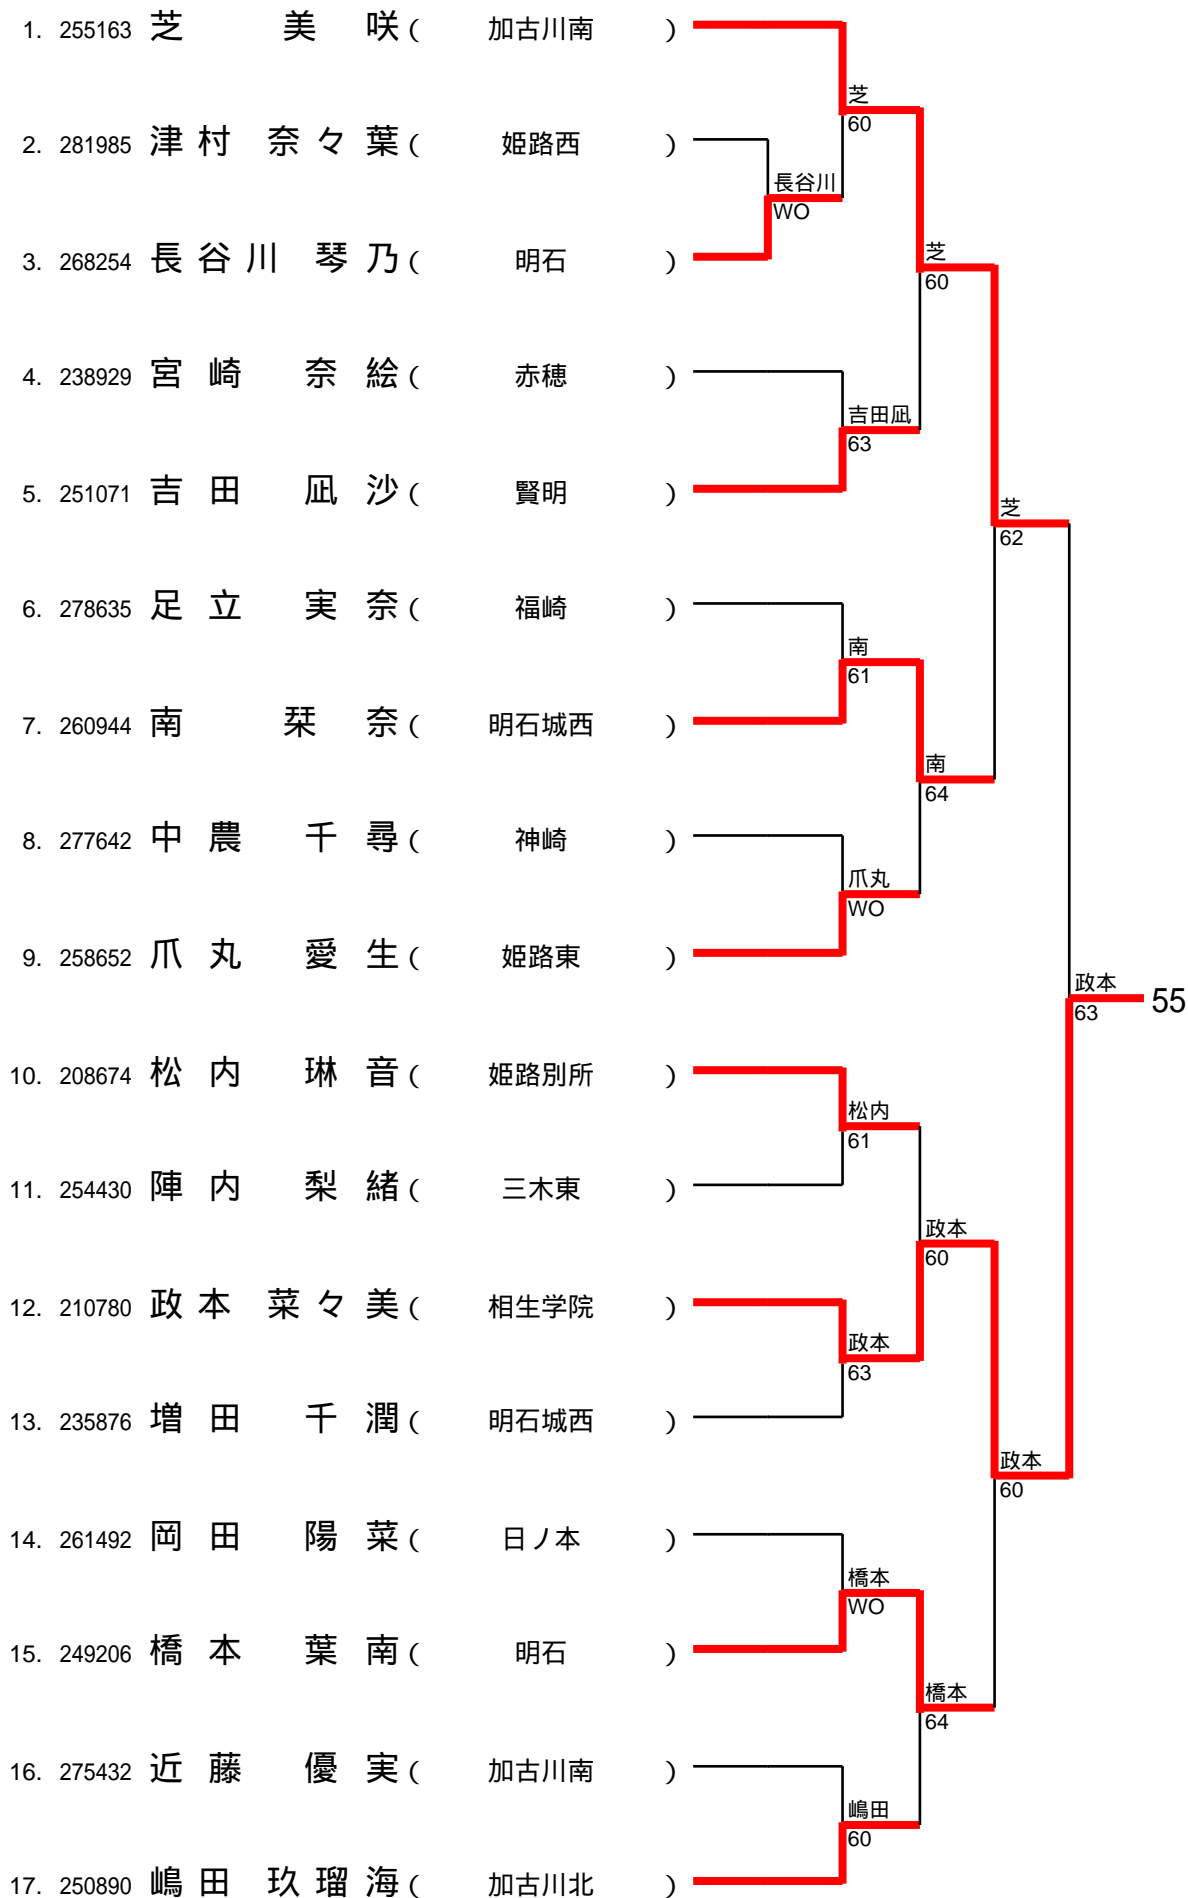 1. 255163 芝 美 咲 ( 加古川南 )
芝
60
2. 281985 津 村 奈 々 葉 ( 姫路西 )
長谷川
WO
3. 268254 長 谷 川 琴 乃 ( 明石 )
芝
60
4. 238929 宮 崎 奈 絵 ( 赤穂 )
吉田凪
63
5. 251071 吉 田 凪 沙 ( 賢明 )
芝
62
6. 278635 足 立 実 奈 ( 福崎 )
南
61
7. 260944 南 栞 奈 ( 明石城西 )
南
64
8. 277642 中 農 千 尋 ( 神崎 )
爪丸
WO
9. 258652 爪 丸 愛 生 ( 姫路東 )
政本
63
55
10. 208674 松 内 琳 音 ( 姫路別所 )
松内
61
11. 254430 陣 内 梨 緒 ( 三木東 )
政本
60
12. 210780 政 本 菜 々 美 ( 相生学院 )
政本
63
13. 235876 増 田 千 潤 ( 明石城西 )
政本
60
14. 261492 岡 田 陽 菜 ( 日ノ本 )
橋本
WO
15. 249206 橋 本 葉 南 ( 明石 )
橋本
64
16. 275432 近 藤 優 実 ( 加古川南 )
嶋田
60
17. 250890 嶋 田 玖 瑠 海 ( 加古川北 )